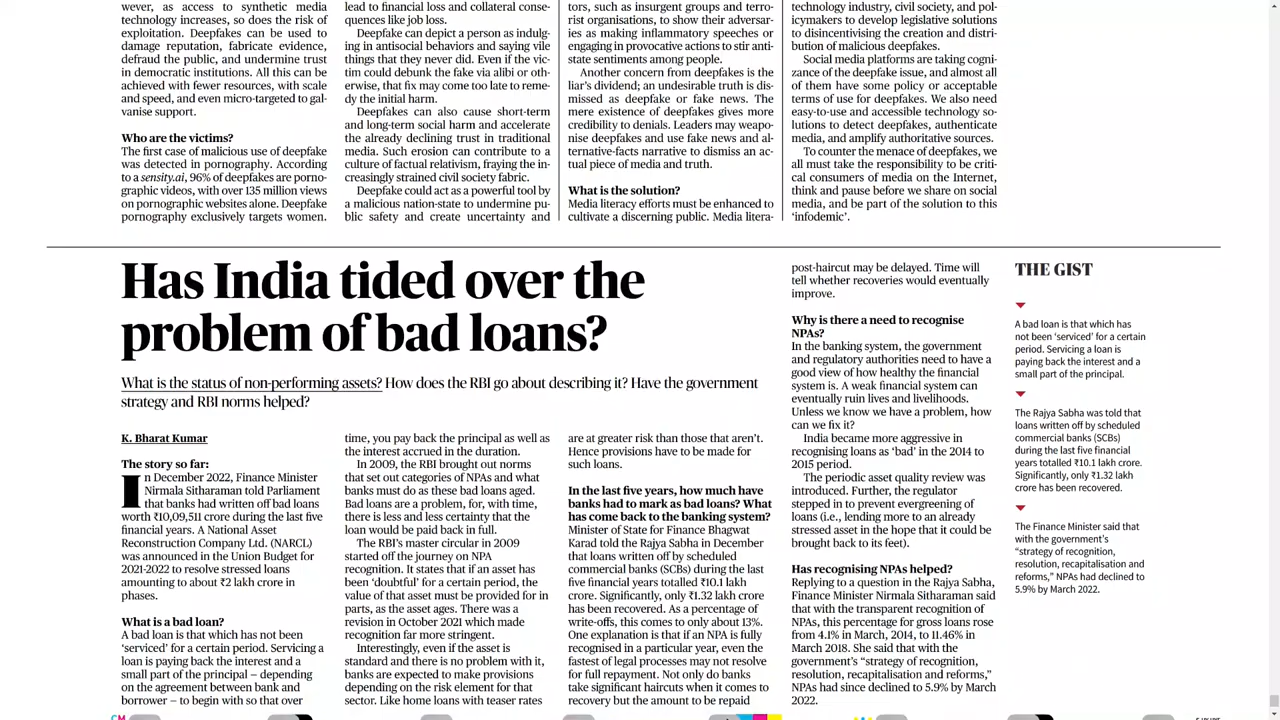 wever, as access to synthetic media
technology increases, so does the risk of
exploitation. Deepfakes can be used to
damage reputation, fabricate evidence,
defraud the public, and undermine trust
in democratic institutions. All this can be
achieved with fewer resources, with scale
and speed, and even micro-targeted to gal-
vanise support.
Who are the victims?
The first case of malicious use of deepfake
was detected in pornography. According
to a sensity.ai, 96% of deepfakes are porno-
graphic videos, with over 135 million views
on pornographic websites alone. Deepfake
pornography exclusively targets women.
lead to financial loss and collateral conse-
quences like job loss.
Deepfake can depict a person as indulg-
ing in antisocial behaviors and saying vile
things that they never did. Even if the vic-
tim could debunk the fake via alibi or oth-
erwise, that fix may come too late to reme-
dy the initial harm.
Deepfakes can also cause short-term
and long-term social harm and accelerate
the already declining trust in traditional
media. Such erosion can contribute to a
culture of factual relativism, fraying the in-
creasingly strained civil society fabric.
Deepfake could act as a powerful tool by
a malicious nation-state to undermine pu-
blic safety and create uncertainty and
tors, such as insurgent groups and terro-
rist organisations, to show their adversar-
ies as making inflammatory speeches or
engaging in provocative actions to stir anti-
state sentiments among people.
Another concern from deepfakes is the
liar's dividend; an undesirable truth is dis-
missed as deepfake or fake news. The
mere existence of deepfakes gives more
credibility to denials. Leaders may weapo-
nise deepfakes and use fake news and al-
ternative-facts narrative to dismiss an ac-
tual piece of media and truth.
What is the solution?
Media literacy efforts must be enhanced to
cultivate a discerning public. Media litera-
technology industry, civil society, and pol-
icymakers to develop legislative solutions
to disincentivising the creation and distri-
bution of malicious deepfakes.
Social media platforms are taking cogni-
zance of the deepfake issue, and almost all
of them have some policy or acceptable
terms of use for deepfakes. We also need
easy-to-use and accessible technology so-
lutions to detect deepfakes, authenticate
media, and amplify authoritative sources.
To counter the menace of deepfakes, we
all must take the responsibility to be criti-
cal consumers of media on the Internet,
think and pause before we share on social
media, and be part of the solution to this
‘infodemic’.
Has India tided over the
problem of bad loans?
What is the status of non-performing assets? How does the RBI go about describing it? Have the government
strategy and RBI norms helped?
K. Bharat Kumar
The story so far:
In December 2022, Finance Minister
Nirmala Sitharaman told Parliament
that banks had written off bad loans
worth ₹10,09,511 crore during the last five
financial years. A National Asset
Reconstruction Company Ltd. (NARCL)
was announced in the Union Budget for
2021-2022 to resolve stressed loans
amounting to about ₹2 lakh crore in
phases.
What is a bad loan?
A bad loan is that which has not been
‘serviced’ for a certain period. Servicing a
loan is paying back the interest and a
small part of the principal — depending
on the agreement between bank and
borrower — to begin with so that over
time, you pay back the principal as well as
the interest accrued in the duration.
In 2009, the RBI brought out norms
that set out categories of NPAs and what
banks must do as these bad loans aged.
Bad loans are a problem, for, with time,
there is less and less certainty that the
loan would be paid back in full.
The RBI's master circular in 2009
started off the journey on NPA
recognition. It states that if an asset has
been ‘doubtful’ for a certain period, the
value of that asset must be provided for in
parts, as the asset ages. There was a
revision in October 2021 which made
recognition far more stringent.
Interestingly, even if the asset is
standard and there is no problem with it,
banks are expected to make provisions
depending on the risk element for that
sector. Like home loans with teaser rates
are at greater risk than those that aren't.
Hence provisions have to be made for
such loans.
In the last five years, how much have
banks had to mark as bad loans? What
has come back to the banking system?
Minister of State for Finance Bhagwat
Karad told the Rajya Sabha in December
that loans written off by scheduled
commercial banks (SCBs) during the last
five financial years totalled ₹10.1 lakh
crore. Significantly, only ₹1.32 lakh crore
has been recovered. As a percentage of
write-offs, this comes to only about 13%.
One explanation is that if an NPA is fully
recognised in a particular year, even the
fastest of legal processes may not resolve
for full repayment. Not only do banks
take significant haircuts when it comes to
recovery but the amount to be repaid
post-haircut may be delayed. Time will
tell whether recoveries would eventually
improve.
Why is there a need to recognise
NPAs?
In the banking system, the government
and regulatory authorities need to have a
good view of how healthy the financial
system is. A weak financial system can
eventually ruin lives and livelihoods.
Unless we know we have a problem, how
can we fix it?
India became more aggressive in
recognising loans as ‘bad’ in the 2014 to
2015 period.
The periodic asset quality review was
introduced. Further, the regulator
stepped in to prevent evergreening of
loans (i.e., lending more to an already
stressed asset in the hope that it could be
brought back to its feet).
Has recognising NPAs helped?
Replying to a question in the Rajya Sabha,
Finance Minister Nirmala Sitharaman said
that with the transparent recognition of
NPAs, this percentage for gross loans rose
from 4.1% in March, 2014, to 11.46% in
March 2018. She said that with the
government's “strategy of recognition,
resolution, recapitalisation and reforms,”
NPAs had since declined to 5.9% by March
2022.
THE GIST
A bad loan is that which has
not been ‘serviced’ for a certain
period. Servicing a loan is
paying back the interest and a
small part of the principal.
The Rajya Sabha was told that
loans written off by scheduled
commercial banks (SCBs)
during the last five financial
years totalled ₹10.1 lakh crore.
Significantly, only ₹1.32 lakh
crore has been recovered.
The Finance Minister said that
with the government's
“strategy of recognition,
resolution, recapitalisation and
reforms,” NPAs had declined to
5.9% by March 2022.